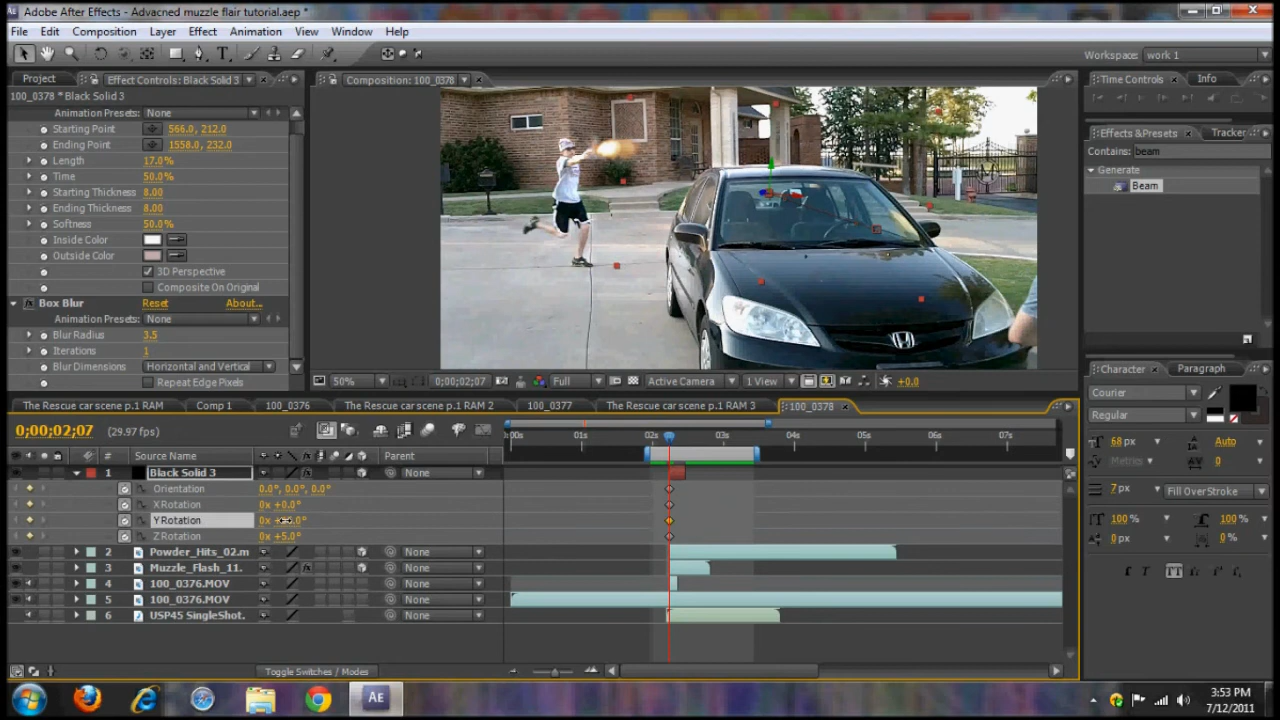 Adobe After Effects - Advacned muzzle flair tutorial.aep *
File Edit Composition Layer Effect Animation View Window Help
Workspace: work 1
Project Effect Controls: Black Solid 3
100_0378 * Black Solid 3
Animation Presets: None
Starting Point 566.0, 212.0
Ending Point 1558.0, 232.0
Length 17.0%
Time 50.0%
Starting Thickness 8.00
Ending Thickness 8.00
Softness 50.0%
Inside Color
Outside Color
3D Perspective
Composite On Original
Box Blur Reset About...
Animation Presets: None
Blur Radius 3.5
Iterations 1
Blur Dimensions Horizontal and Vertical
Repeat Edge Pixels
Composition: 100_0378
50% 0;00;02;07 Full Active Camera 1 View +0.0
Time Controls Info
Effects & Presets Tracker
Contains: beam
Generate
Beam
Character Paragraph
Courier
Regular
68 px Auto
Metrics 0
7 px Fill Over Stroke
100% 100%
0 px 0 %
T T TT
The Rescue car scene p.1 RAM Comp 1 100_0376 The Rescue car scene p.1 RAM 2 100_0377 The Rescue car scene p.1 RAM 3 100_0378
0;00;02;07 (29.97 fps)
:00s 01s 02s 03s 04s 05s 06s 07s
# Source Name Parent
1 Black Solid 3 None
Orientation 0.0°, 0.0°, 0.0°
X Rotation 0x +0.0°
Y Rotation 0x
Z Rotation 0x +5.0°
2 Powder_Hits_02.m None
3 Muzzle_Flash_11. None
4 100_0376.MOV None
5 100_0376.MOV None
6 USP45 SingleShot. None
Toggle Switches / Modes
AE
3:53 PM
7/12/2011